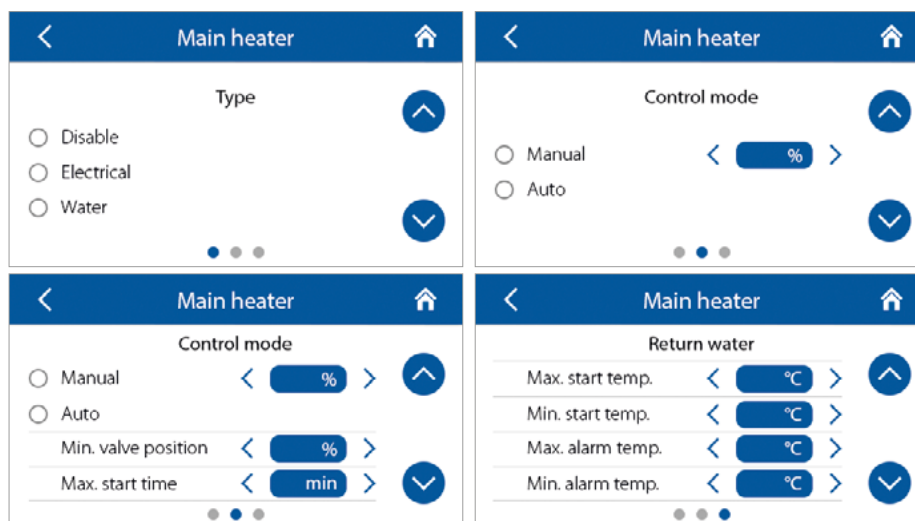 Main heater
Type
Disable
Electrical
Water
Main heater
Control mode
Manual %
Auto
Main heater
Control mode
Manual %
Auto
Min. valve position %
Max. start time min
Main heater
Return water
Max. start temp. °C
Min. start temp. °C
Max. alarm temp. °C
Min. alarm temp. °C